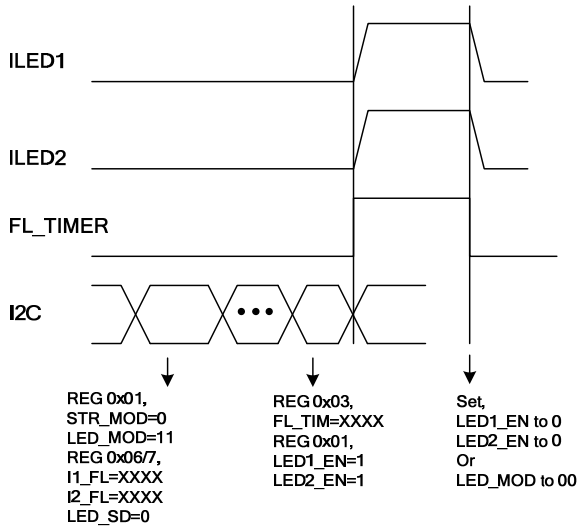 ILED1
ILED2
FL_TIMER
I2C
REG 0x01,
STR_MOD=0
LED_MOD=11
REG 0x06/7,
I1_FL=XXXX
I2_FL=XXXX
LED_SD=0
REG 0x03,
FL_TIM=XXXX
REG 0x01,
LED1_EN=1
LED2_EN=1
Set,
LED1_EN to 0
LED2_EN to 0
Or
LED_MOD to 00